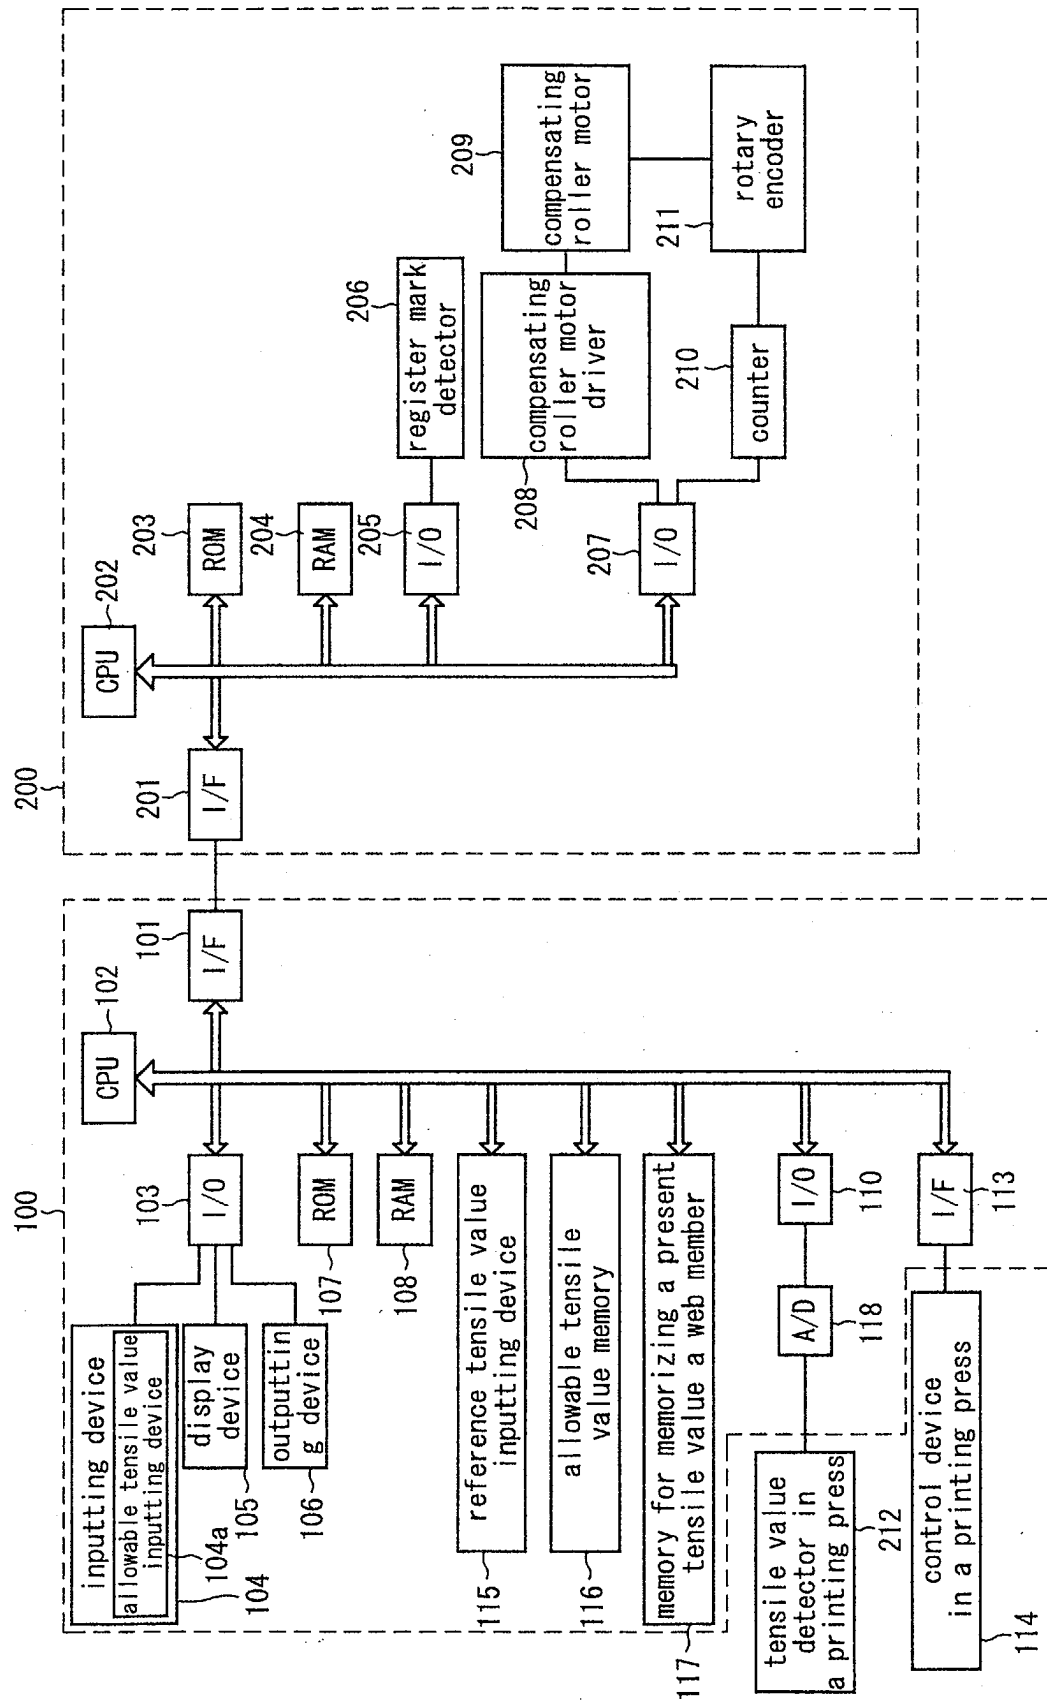 100
CPU
102
I/F
101
I/O
103
inputting device
allowable tensile value
inputting device
104a
104
display
device
105
outputtin
g device
106
ROM
107
RAM
108
reference tensile value
inputting device
115
allowable tensile
value memory
116
memory for memorizing a present
tensile value a web member
117
I/O
110
A/D
118
tensile value
detector in
a printing press
212
I/F
113
control device
in a printing press
114
200
CPU
202
I/F
201
ROM
203
RAM
204
I/O
205
register mark
detector
206
I/O
207
compensating
roller motor
driver
208
compensating
roller motor
209
counter
210
rotary
encoder
211